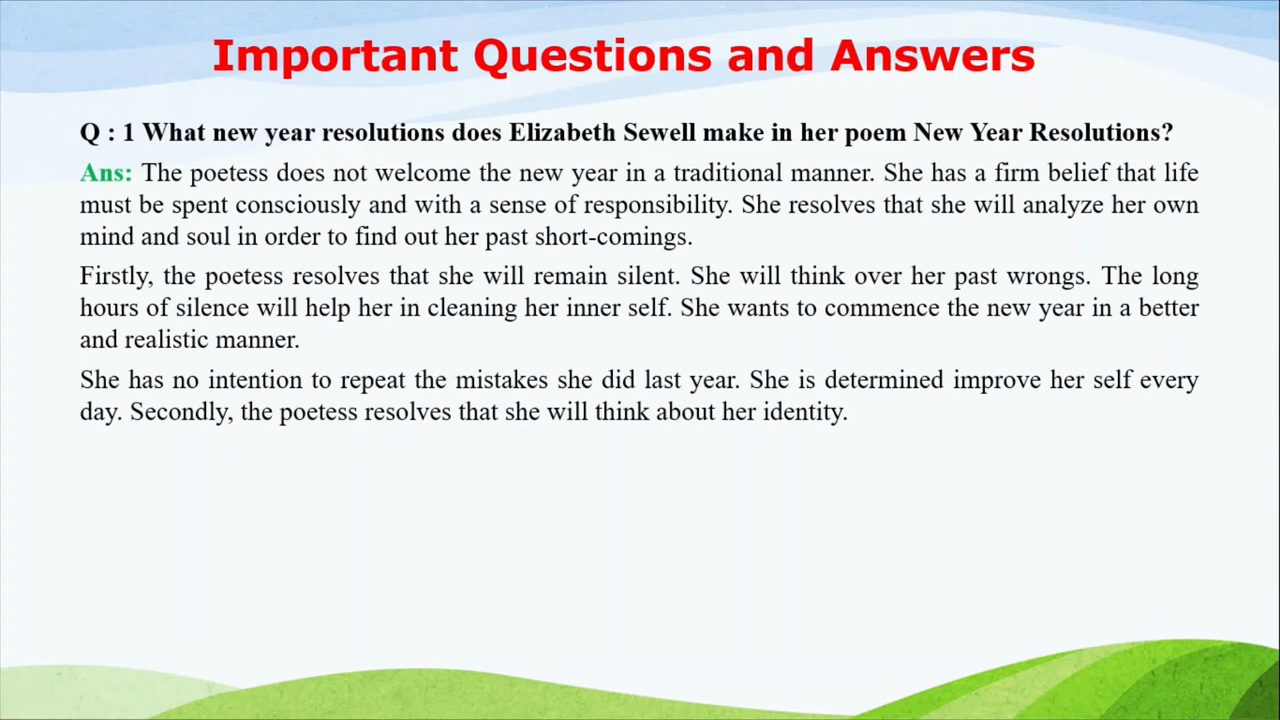 Important Questions and Answers
Q : 1 What new year resolutions does Elizabeth Sewell make in her poem New Year Resolutions?
Ans: The poetess does not welcome the new year in a traditional manner. She has a firm belief that life
must be spent consciously and with a sense of responsibility. She resolves that she will analyze her own
mind and soul in order to find out her past short-comings.
Firstly, the poetess resolves that she will remain silent. She will think over her past wrongs. The long
hours of silence will help her in cleaning her inner self. She wants to commence the new year in a better
and realistic manner.
She has no intention to repeat the mistakes she did last year. She is determined improve her self every
day. Secondly, the poetess resolves that she will think about her identity.